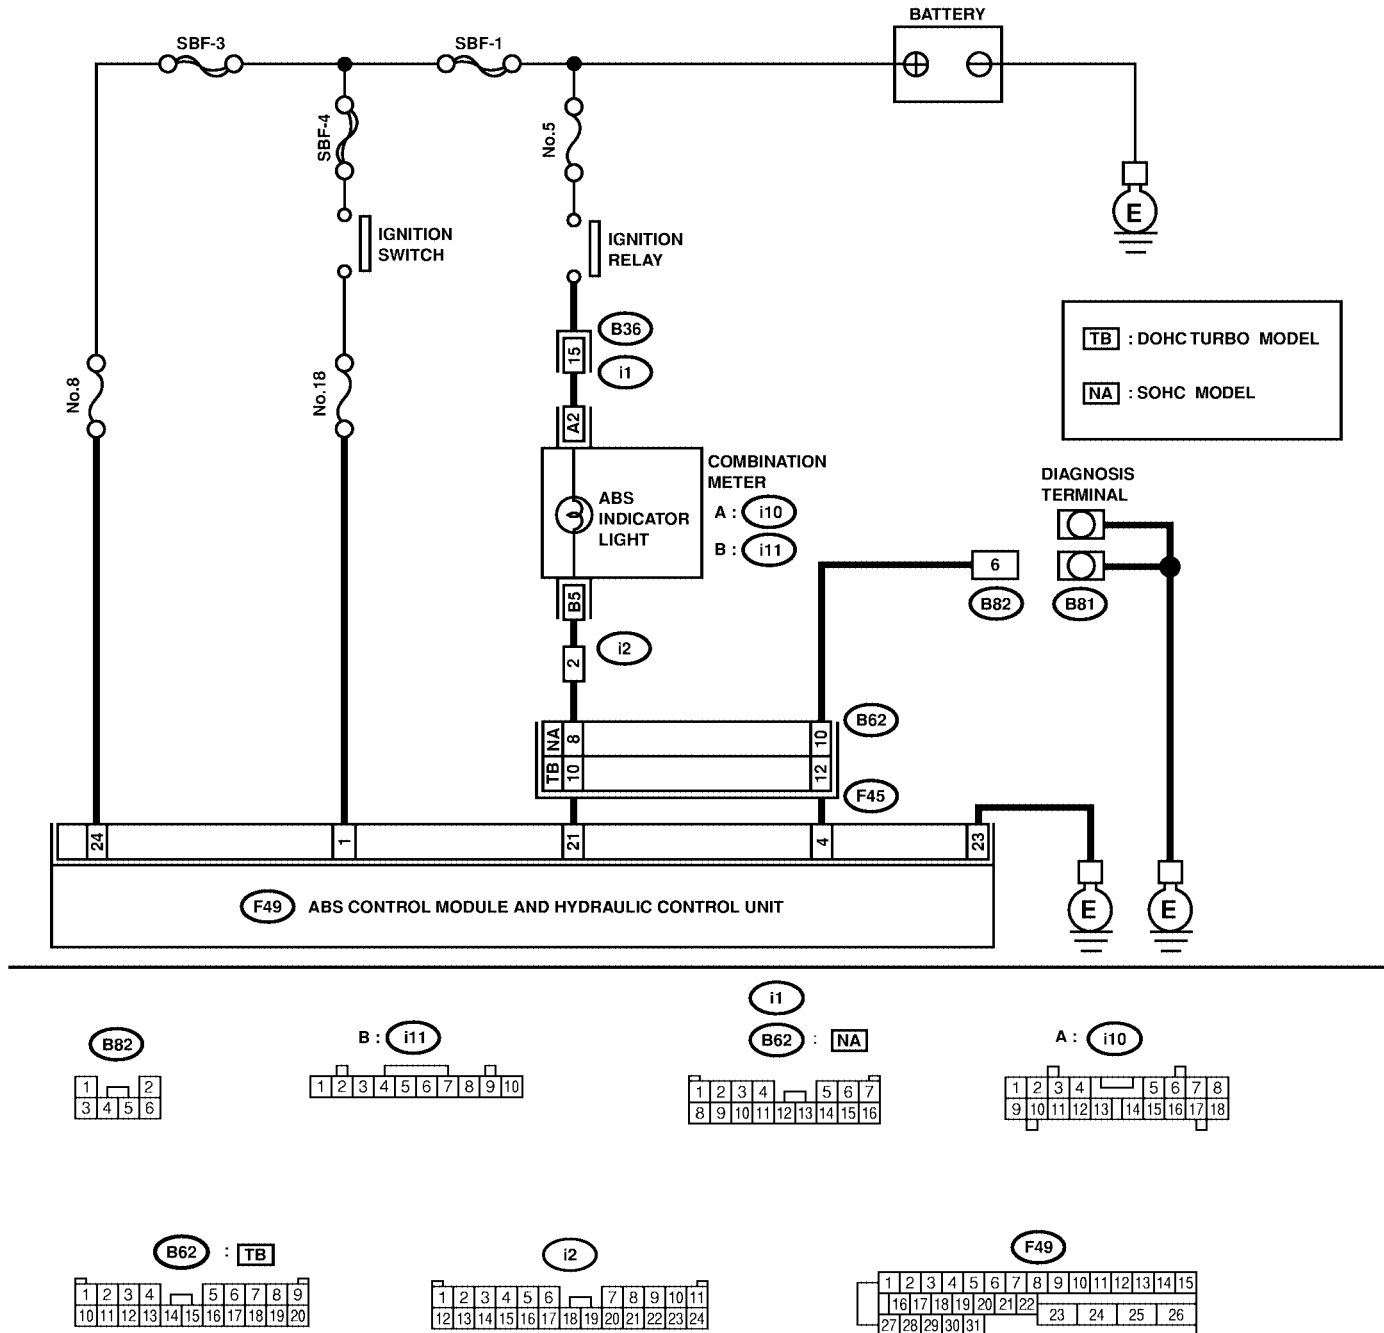 BATTERY
SBF-3
SBF-1
SBF-4
No.5
E
IGNITION
SWITCH
IGNITION
RELAY
B36
15
i1
TB : DOHC TURBO MODEL
NA : SOHC MODEL
No.8
No.18
A2
COMBINATION
METER
A : i10
B : i11
ABS
INDICATOR
LIGHT
DIAGNOSIS
TERMINAL
6
B82
B81
B5
i2
2
B62
NA 8 10
TB 10 12
F45
24 1 21 4 23
F49 ABS CONTROL MODULE AND HYDRAULIC CONTROL UNIT
E E
B82
1 2
3 4 5 6
B : i11
1 2 3 4 5 6 7 8 9 10
i1
B62 : NA
1 2 3 4 5 6 7
8 9 10 11 12 13 14 15 16
A : i10
1 2 3 4 5 6 7 8
9 10 11 12 13 14 15 16 17 18
B62 : TB
1 2 3 4 5 6 7 8 9
10 11 12 13 14 15 16 17 18 19 20
i2
1 2 3 4 5 6 7 8 9 10 11
12 13 14 15 16 17 18 19 20 21 22 23 24
F49
1 2 3 4 5 6 7 8 9 10 11 12 13 14 15
16 17 18 19 20 21 22 23 24 25 26
27 28 29 30 31